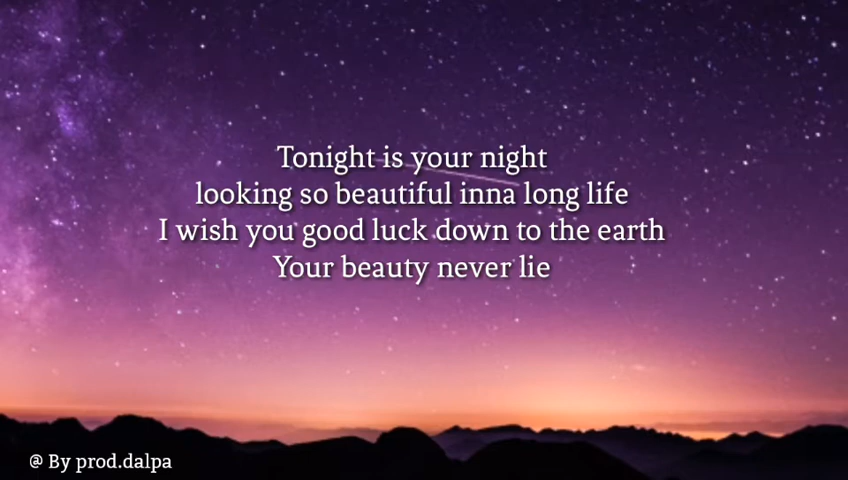 Tonight is your night
looking so beautiful inna long life
I wish you good luck down to the earth
Your beauty never lie
@ By prod.dalpa